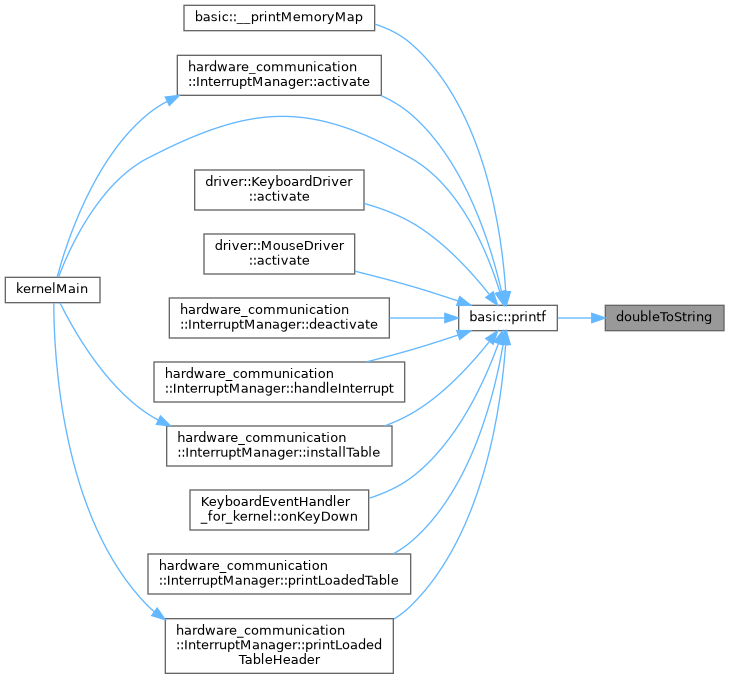 basic::__printMemoryMap
hardware_communication
::InterruptManager::activate
driver::KeyboardDriver
::activate
driver::MouseDriver
::activate
kernelMain
hardware_communication
::InterruptManager::deactivate
basic::printf
doubleToString
hardware_communication
::InterruptManager::handleInterrupt
hardware_communication
::InterruptManager::installTable
KeyboardEventHandler
_for_kernel::onKeyDown
hardware_communication
::InterruptManager::printLoadedTable
hardware_communication
::InterruptManager::printLoaded
TableHeader